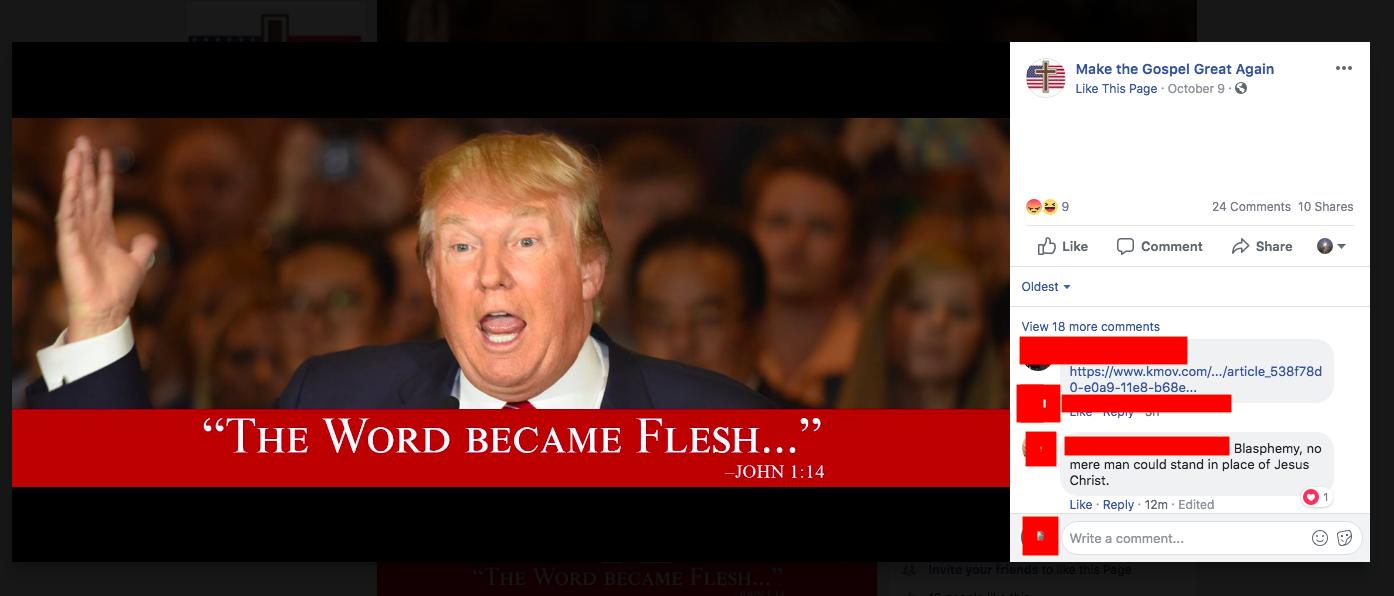 “THE WORD BECAME FLESH...”
–JOHN 1:14
Make the Gospel Great Again
Like This Page · October 9 ·
9
24 Comments 10 Shares
Like Comment Share
Oldest
View 18 more comments
https://www.kmov.com/.../article_538f78d
0-e0a9-11e8-b68e...
Like · Reply ·
Blasphemy, no
mere man could stand in place of Jesus
Christ.
1
Like · Reply · 12m · Edited
Write a comment...
“THE WORD BECAME FLESH...”
Invite your friends to like this Page